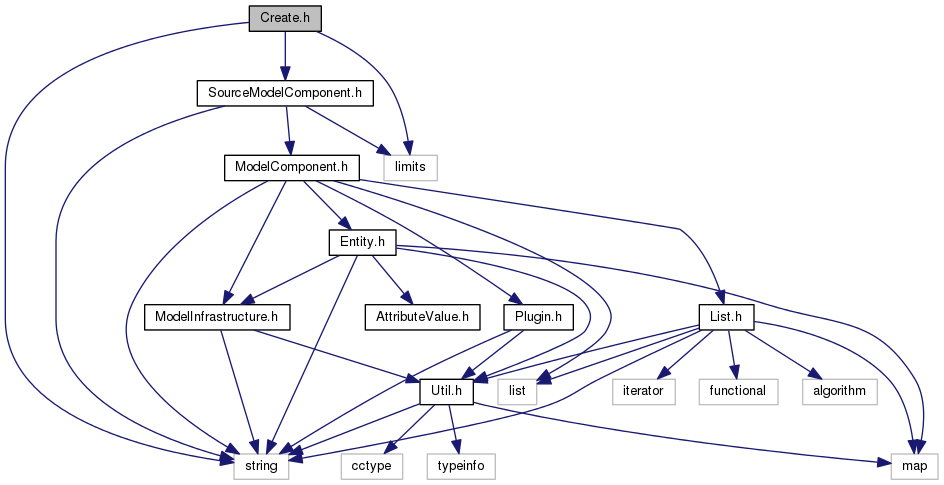 Create.h
SourceModelComponent.h
ModelComponent.h
limits
Entity.h
ModelInfrastructure.h
AttributeValue.h
Plugin.h
List.h
Util.h
list
iterator
functional
algorithm
string
cctype
typeinfo
map